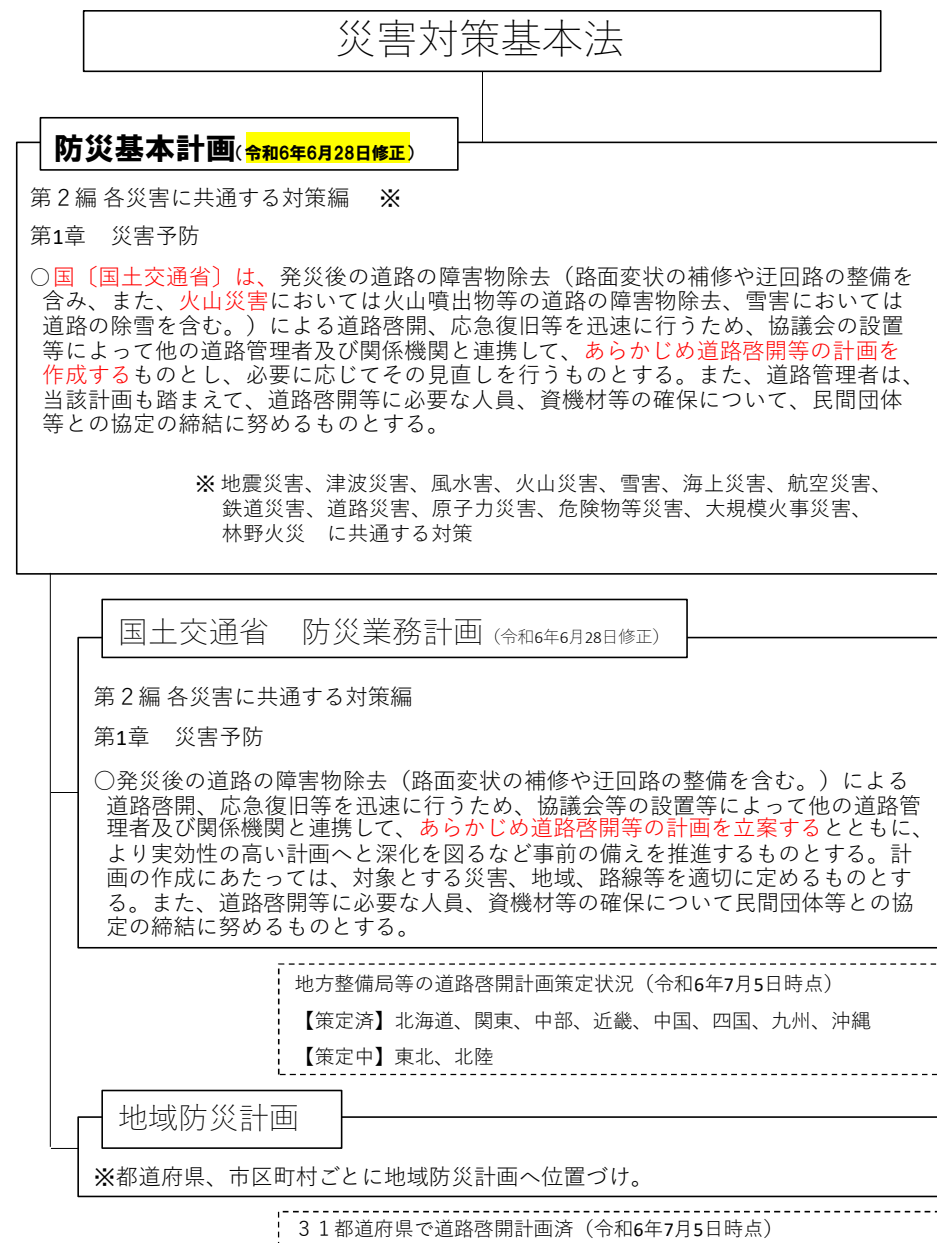 災害対策基本法
防災基本計画(令和6年6月28日修正)
第２編 各災害に共通する対策編　※
第1章　災害予防
○国〔国土交通省〕は、発災後の道路の障害物除去（路面変状の補修や迂回路の整備を
含み、また、火山災害においては火山噴出物等の道路の障害物除去、雪害においては
道路の除雪を含む。）による道路啓開、応急復旧等を迅速に行うため、協議会の設置
等によって他の道路管理者及び関係機関と連携して、あらかじめ道路啓開等の計画を
作成するものとし、必要に応じてその見直しを行うものとする。また、道路管理者は、
当該計画も踏まえて、道路啓開等に必要な人員、資機材等の確保について、民間団体
等との協定の締結に努めるものとする。
※ 地震災害、津波災害、風水害、火山災害、雪害、海上災害、航空災害、
鉄道災害、道路災害、原子力災害、危険物等災害、大規模火事災害、
林野火災　に共通する対策
国土交通省　防災業務計画（令和6年6月28日修正）
第２編 各災害に共通する対策編
第1章　災害予防
○発災後の道路の障害物除去（路面変状の補修や迂回路の整備を含む。）による
道路啓開、応急復旧等を迅速に行うため、協議会等の設置等によって他の道路管
理者及び関係機関と連携して、あらかじめ道路啓開等の計画を立案するとともに、
より実効性の高い計画へと深化を図るなど事前の備えを推進するものとする。計
画の作成にあたっては、対象とする災害、地域、路線等を適切に定めるものとす
る。また、道路啓開等に必要な人員、資機材等の確保について民間団体等との協
定の締結に努めるものとする。
地方整備局等の道路啓開計画策定状況（令和6年7月5日時点）
【策定済】北海道、関東、中部、近畿、中国、四国、九州、沖縄
【策定中】東北、北陸
地域防災計画
※都道府県、市区町村ごとに地域防災計画へ位置づけ。
３１都道府県で道路啓開計画済（令和6年7月5日時点）